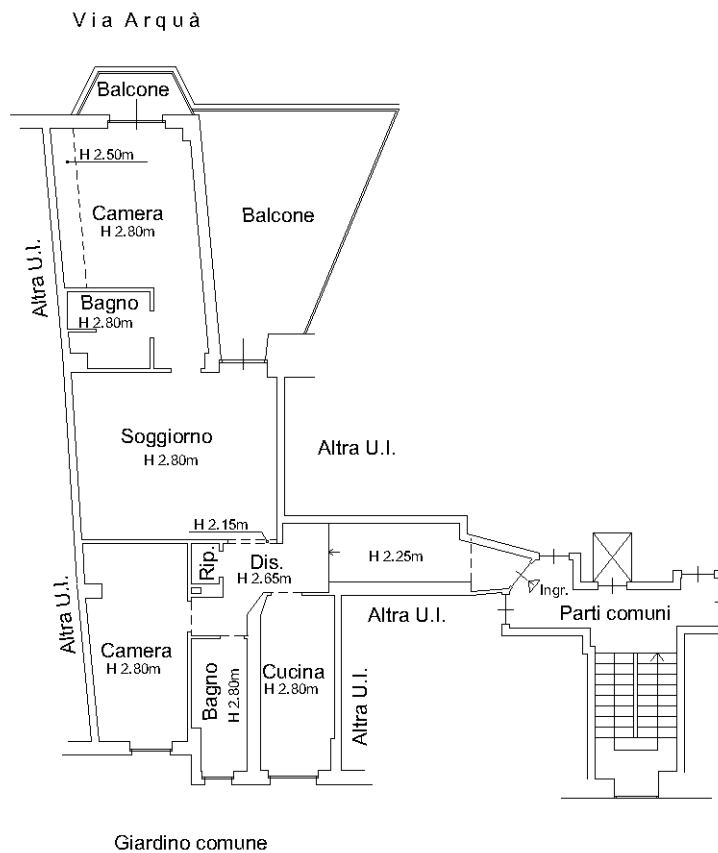 Via Arquà
Balcone
H 2.50m
Camera
H 2.80m
Balcone
Altra U.I.
Bagno
H 2.80m
Soggiorno
H 2.80m
Altra U.I.
H 2.15m
Rip.
Dis.
H 2.65m
H 2.25m
Ingr.
Parti comuni
Altra U.I.
Altra U.I.
Camera
H 2.80m
Bagno
H 2.80m
Cucina
H 2.80m
Altra U.I.
Giardino comune